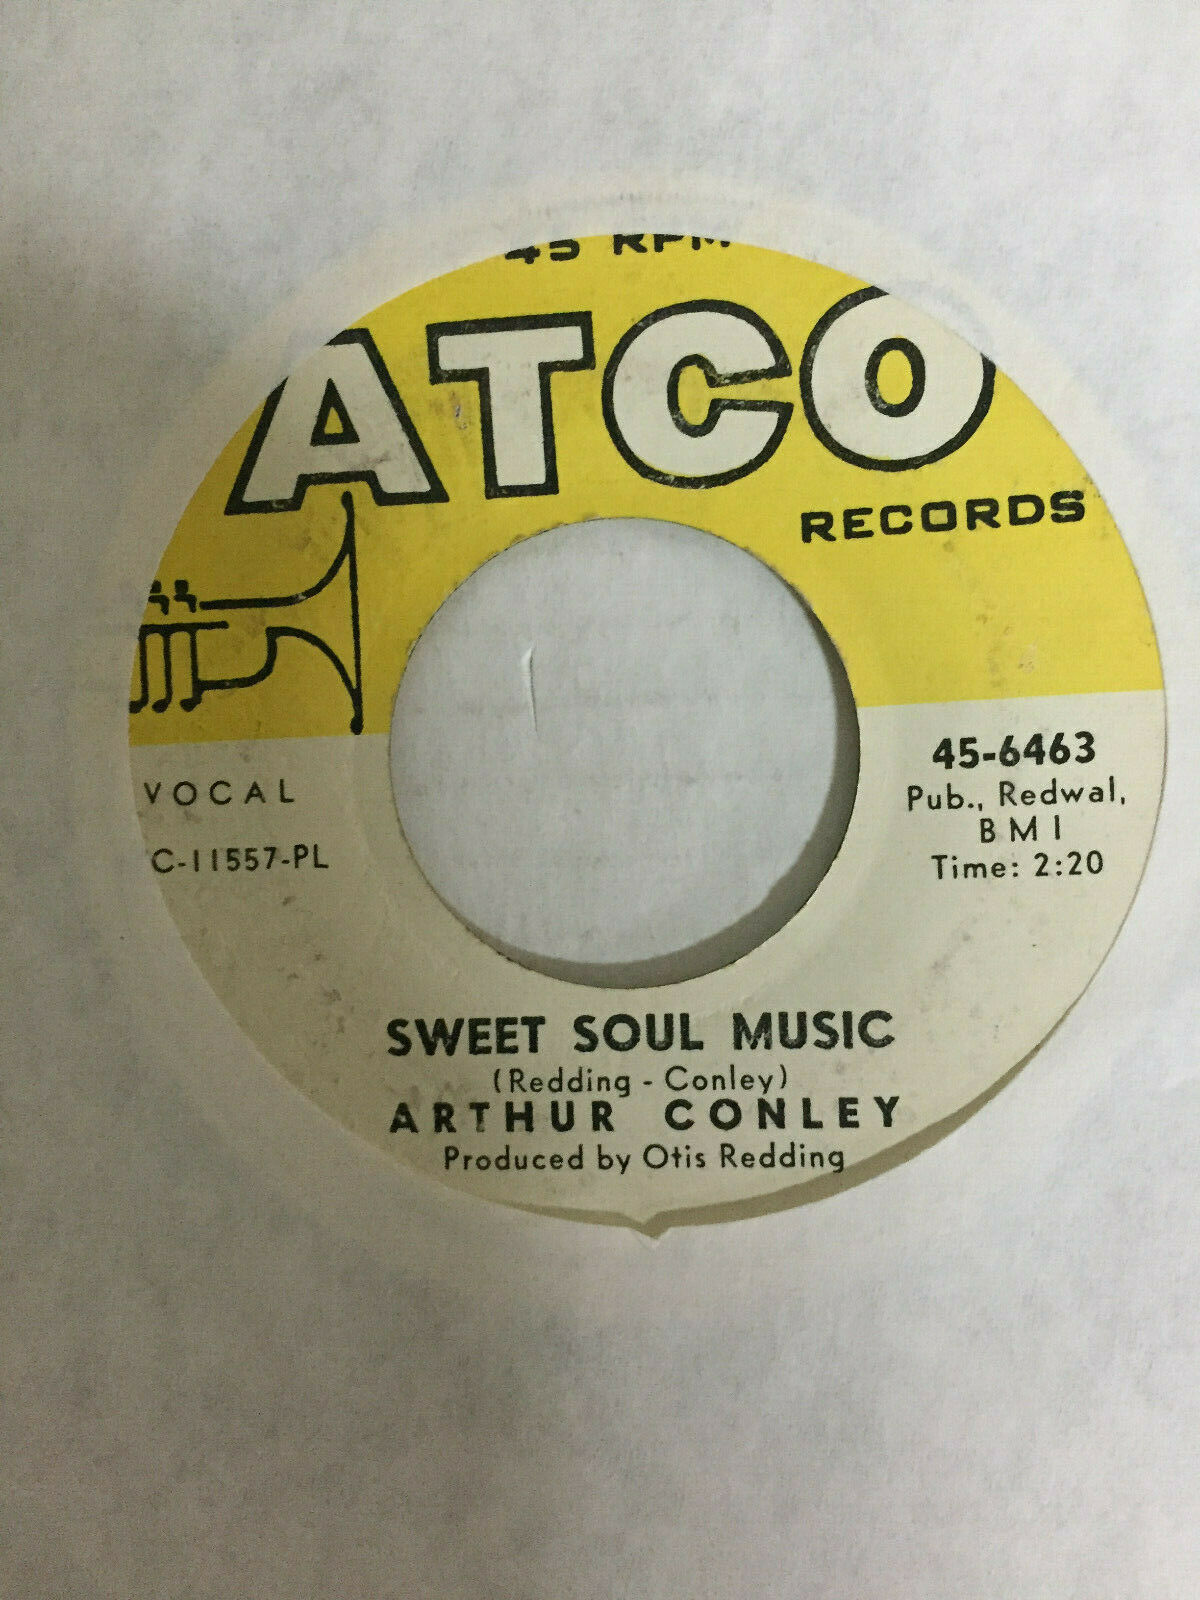 45 RPM
ATCO
RECORDS
VOCAL
C-11557-PL
45-6463
Pub., Redwal,
BMI
Time: 2:20
SWEET SOUL MUSIC
(Redding - Conley)
ARTHUR CONLEY
Produced by Otis Redding